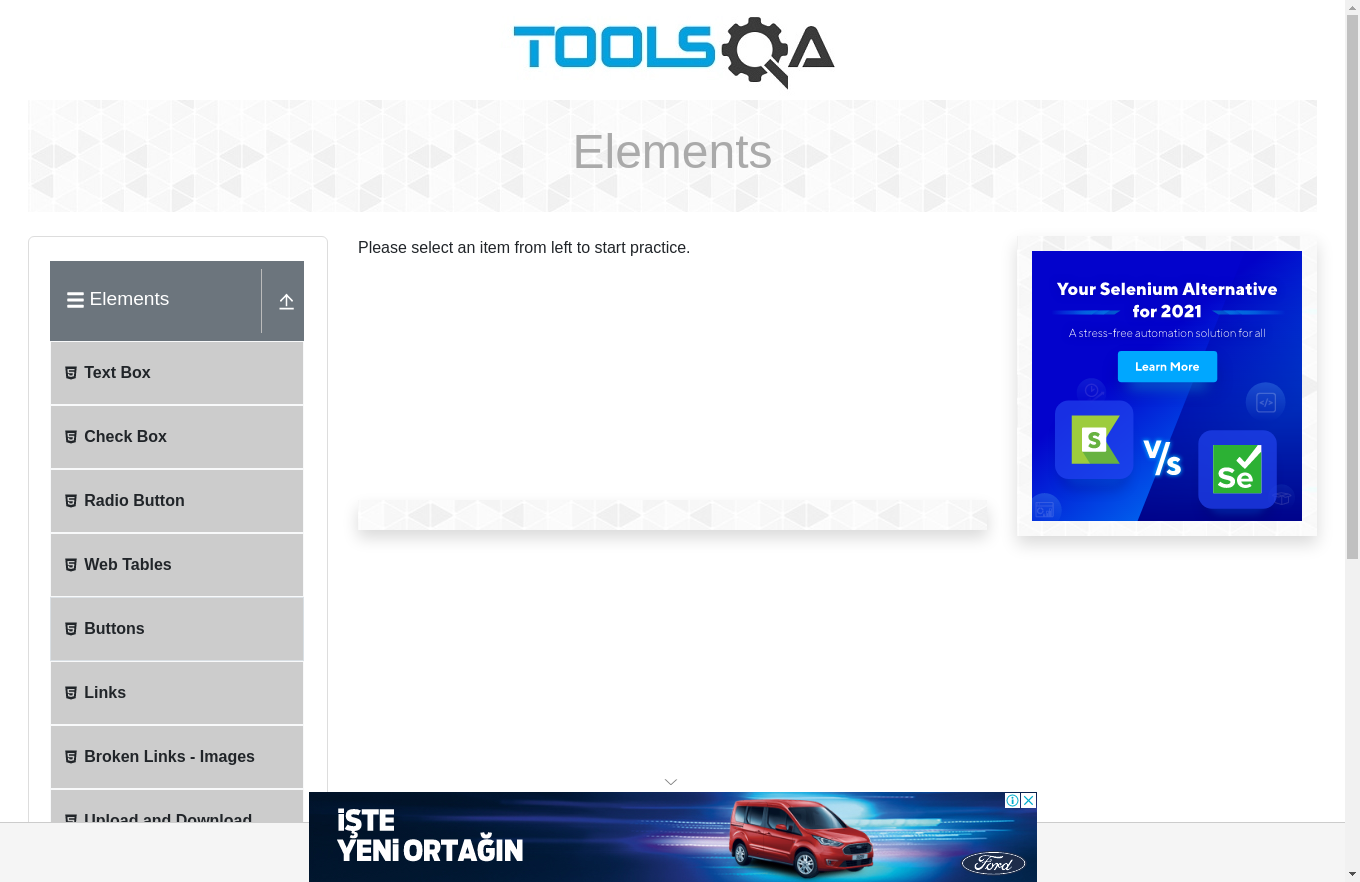 TOOLSQA
Elements
Elements
Text Box
Check Box
Radio Button
Web Tables
Buttons
Links
Broken Links - Images
Upload and Download
Please select an item from left to start practice.
Your Selenium Alternative
for 2021
A stress-free automation solution for all
Learn More
S
V/s
Se
İŞTE
YENİ ORTAĞIN
Ford